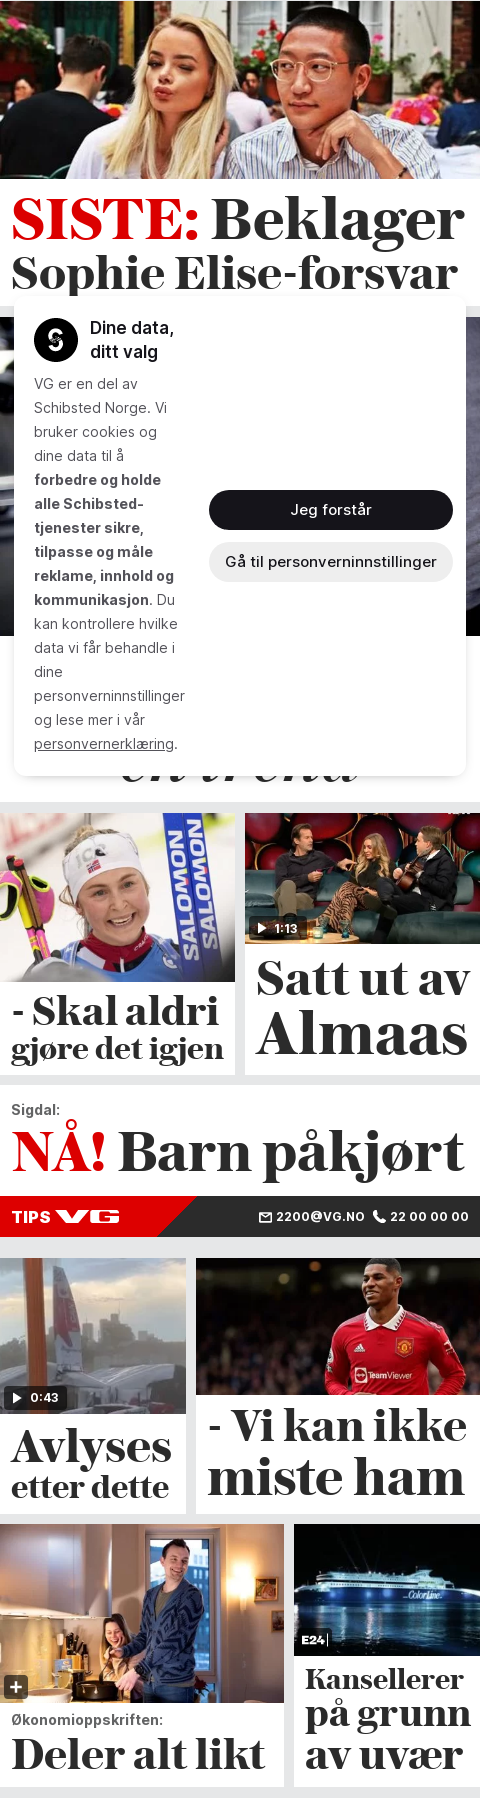 SISTE: Beklager
Sophie Elise-forsvar
Dine data,
ditt valg
VG er en del av
Schibsted Norge. Vi
bruker cookies og
dine data til å
forbedre og holde
alle Schibsted-
tjenester sikre,
tilpasse og måle
reklame, innhold og
kommunikasjon. Du
kan kontrollere hvilke
data vi får behandle i
dine
personverninnstillinger
og lese mer i vår
personvernerklæring.
Jeg forstår
Gå til personverninnstillinger
en trend
SALOMON
SALOMON
1:13
- Skal aldri
gjøre det igjen
Satt ut av
Almaas
Sigdal:
NÅ! Barn påkjørt
TIPS VG
2200@VG.NO 22 00 00 00
0:43
TeamViewer
Avlyses
etter dette
- Vi kan ikke
miste ham
Color Line
E24
Økonomioppskriften:
Deler alt likt
Kansellerer
på grunn
av uvær